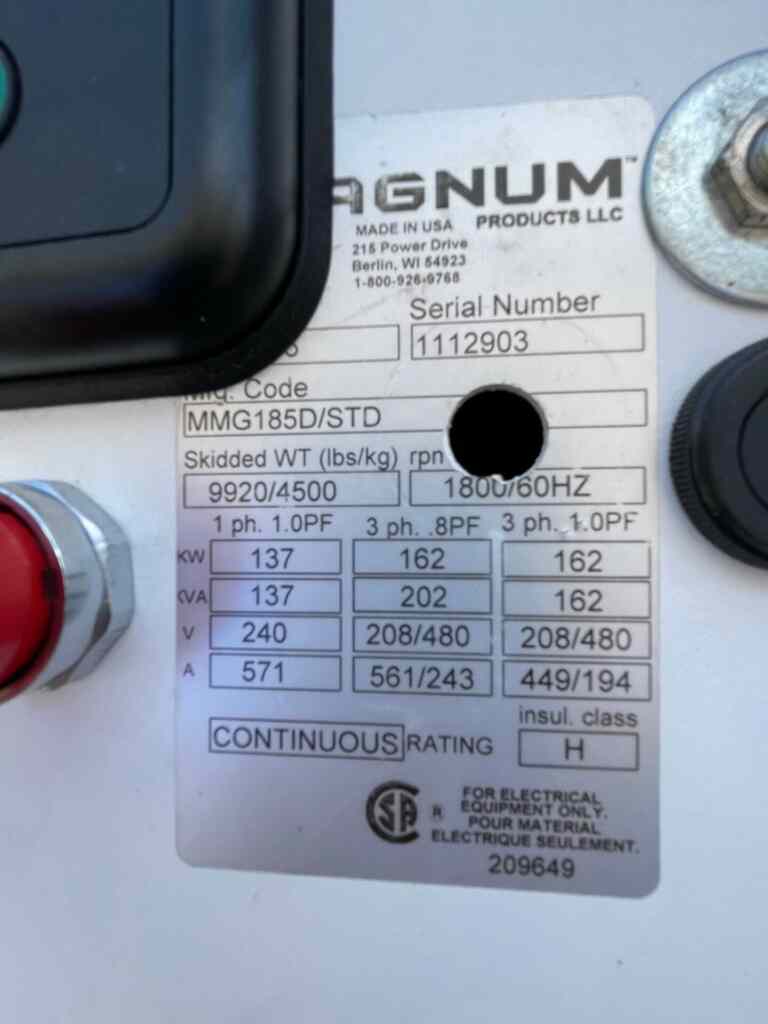 AGNUM™
MADE IN USA PRODUCTS LLC
215 Power Drive
Berlin, WI 54923
1-800-926-9768
Serial Number
1112903
Mfg. Code
MMG185D/STD
Skidded WT (lbs/kg) rpn
9920/4500 1800/60HZ
1 ph. 1.0PF 3 ph. .8PF 3 ph. 1.0PF
KW 137 162 162
KVA 137 202 162
V 240 208/480 208/480
A 571 561/243 449/194
insul. class
CONTINUOUS RATING H
SA R FOR ELECTRICAL
EQUIPMENT ONLY.
POUR MATERIAL
ELECTRIQUE SEULEMENT.
209649